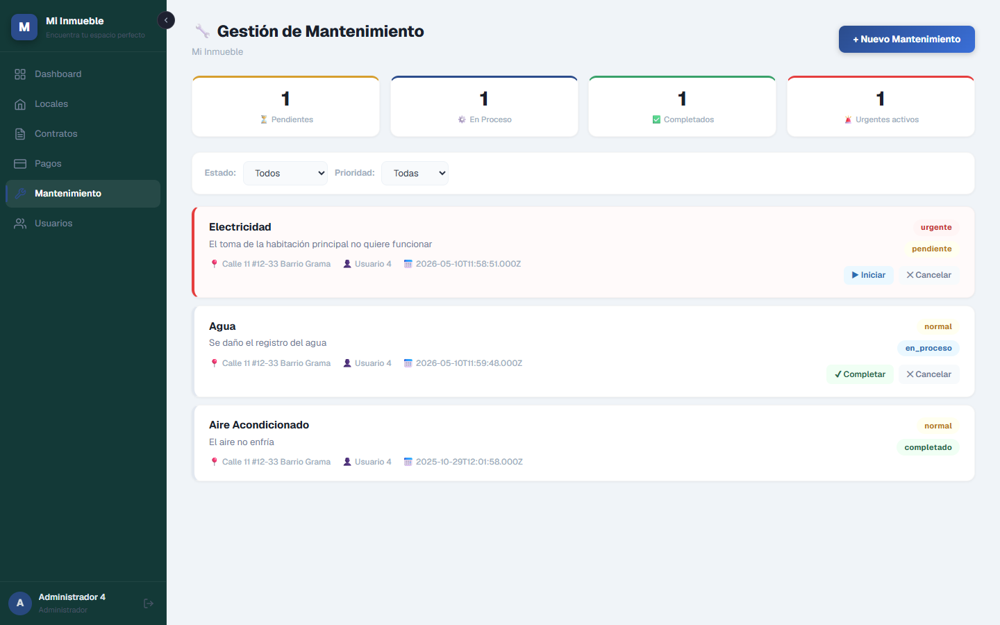 M
Mi Inmueble
Encuentra tu espacio perfecto
Dashboard
Locales
Contratos
Pagos
Mantenimiento
Usuarios
A
Administrador 4
Administrador
Gestión de Mantenimiento
Mi Inmueble
+ Nuevo Mantenimiento
1
Pendientes
1
En Proceso
1
Completados
1
Urgentes activos
Estado: Todos Prioridad: Todas
Electricidad
El toma de la habitación principal no quiere funcionar
Calle 11 #12-33 Barrio Grama Usuario 4 2026-05-10T11:58:51.000Z
urgente
pendiente
▶ Iniciar ✕ Cancelar
Agua
Se daño el registro del agua
Calle 11 #12-33 Barrio Grama Usuario 4 2026-05-10T11:59:48.000Z
normal
en_proceso
✓ Completar ✕ Cancelar
Aire Acondicionado
El aire no enfría
Calle 11 #12-33 Barrio Grama Usuario 4 2025-10-29T12:01:58.000Z
normal
completado